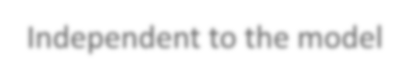 Independent to the model